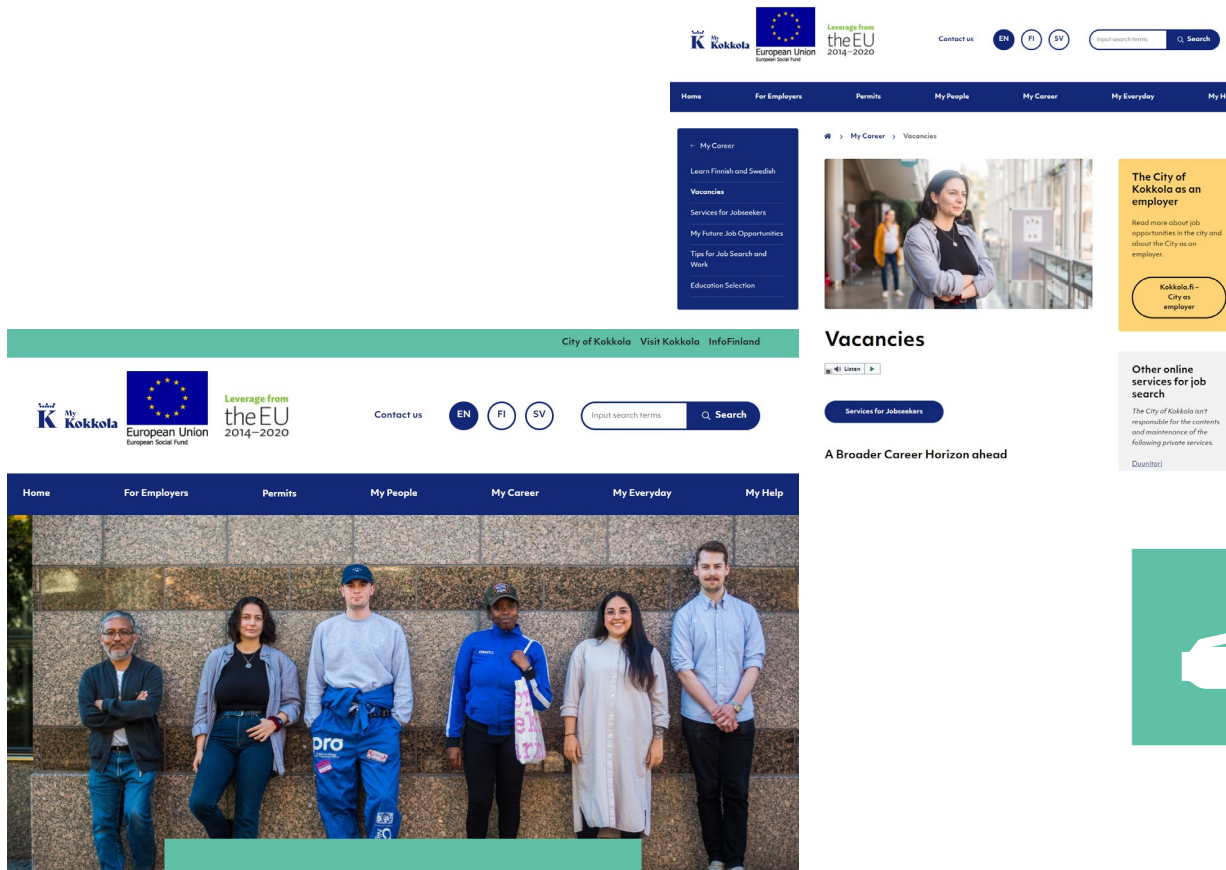 My
Kokkola
European Union
European Social Fund
Leverage from
the EU
2014–2020
Contact us
EN
FI
SV
Input search terms
Search
Home
For Employers
Permits
My People
My Career
My Everyday
My H
← My Career
Learn Finnish and Swedish
Vacancies
Services for Jobseekers
My Future Job Opportunities
Tips for Job Search and
Work
Education Selection
My Career > Vacancies
Vacancies
Listen
Services for Jobseekers
A Broader Career Horizon ahead
The City of
Kokkola as an
employer
Read more about job
opportunities in the city and
about the City as an
employer.
Kokkola.fi –
City as
employer
Other online
services for job
search
The City of Kokkola isn't
responsible for the contents
and maintenance of the
following private services.
Duunitori
City of Kokkola Visit Kokkola InfoFinland
K My
Kokkola
European Union
European Social Fund
Leverage from
the EU
2014–2020
Contact us
EN
FI
SV
Input search terms
Search
Home
For Employers
Permits
My People
My Career
My Everyday
My Help
pro